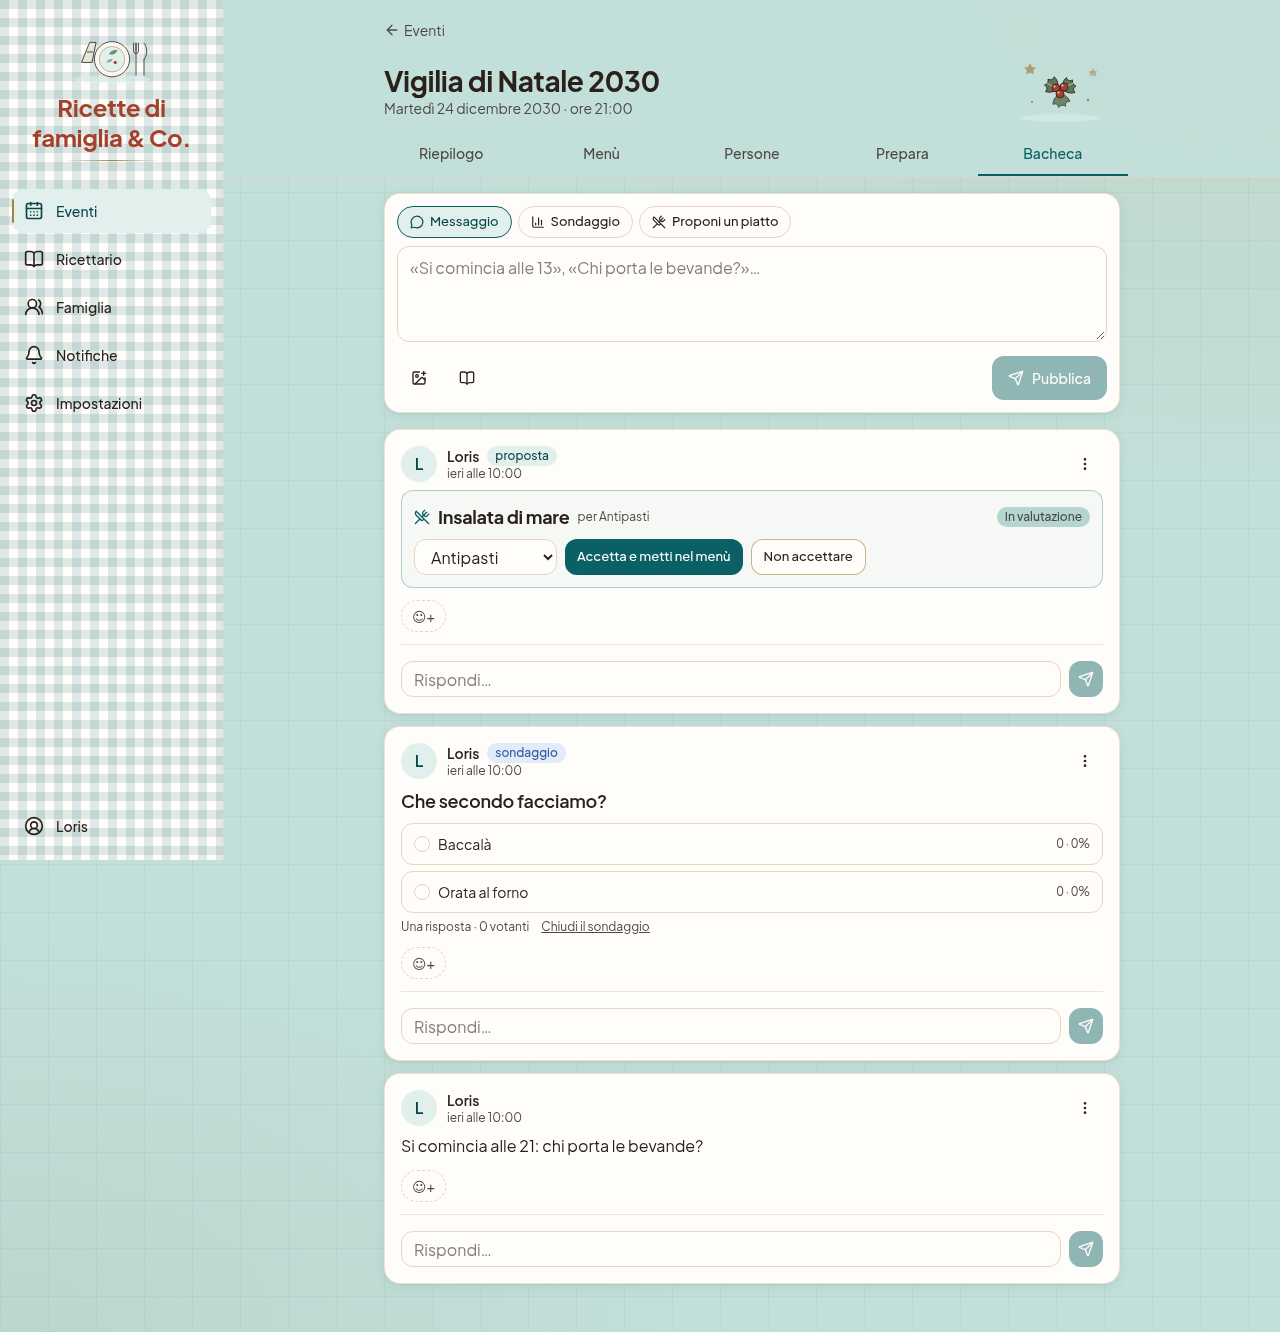 Ricette di
famiglia & Co.
Eventi
Ricettario
Famiglia
Notifiche
Impostazioni
Loris
Eventi
Vigilia di Natale 2030
Martedì 24 dicembre 2030 · ore 21:00
Riepilogo
Menù
Persone
Prepara
Bacheca
Messaggio
Sondaggio
Proponi un piatto
«Si comincia alle 13», «Chi porta le bevande?»…
Pubblica
L
Loris
proposta
ieri alle 10:00
Insalata di mare
per Antipasti
In valutazione
Antipasti
Accetta e metti nel menù
Non accettare
+
Rispondi…
L
Loris
sondaggio
ieri alle 10:00
Che secondo facciamo?
Baccalà
0 · 0%
Orata al forno
0 · 0%
Una risposta · 0 votanti
Chiudi il sondaggio
+
Rispondi…
L
Loris
ieri alle 10:00
Si comincia alle 21: chi porta le bevande?
+
Rispondi…